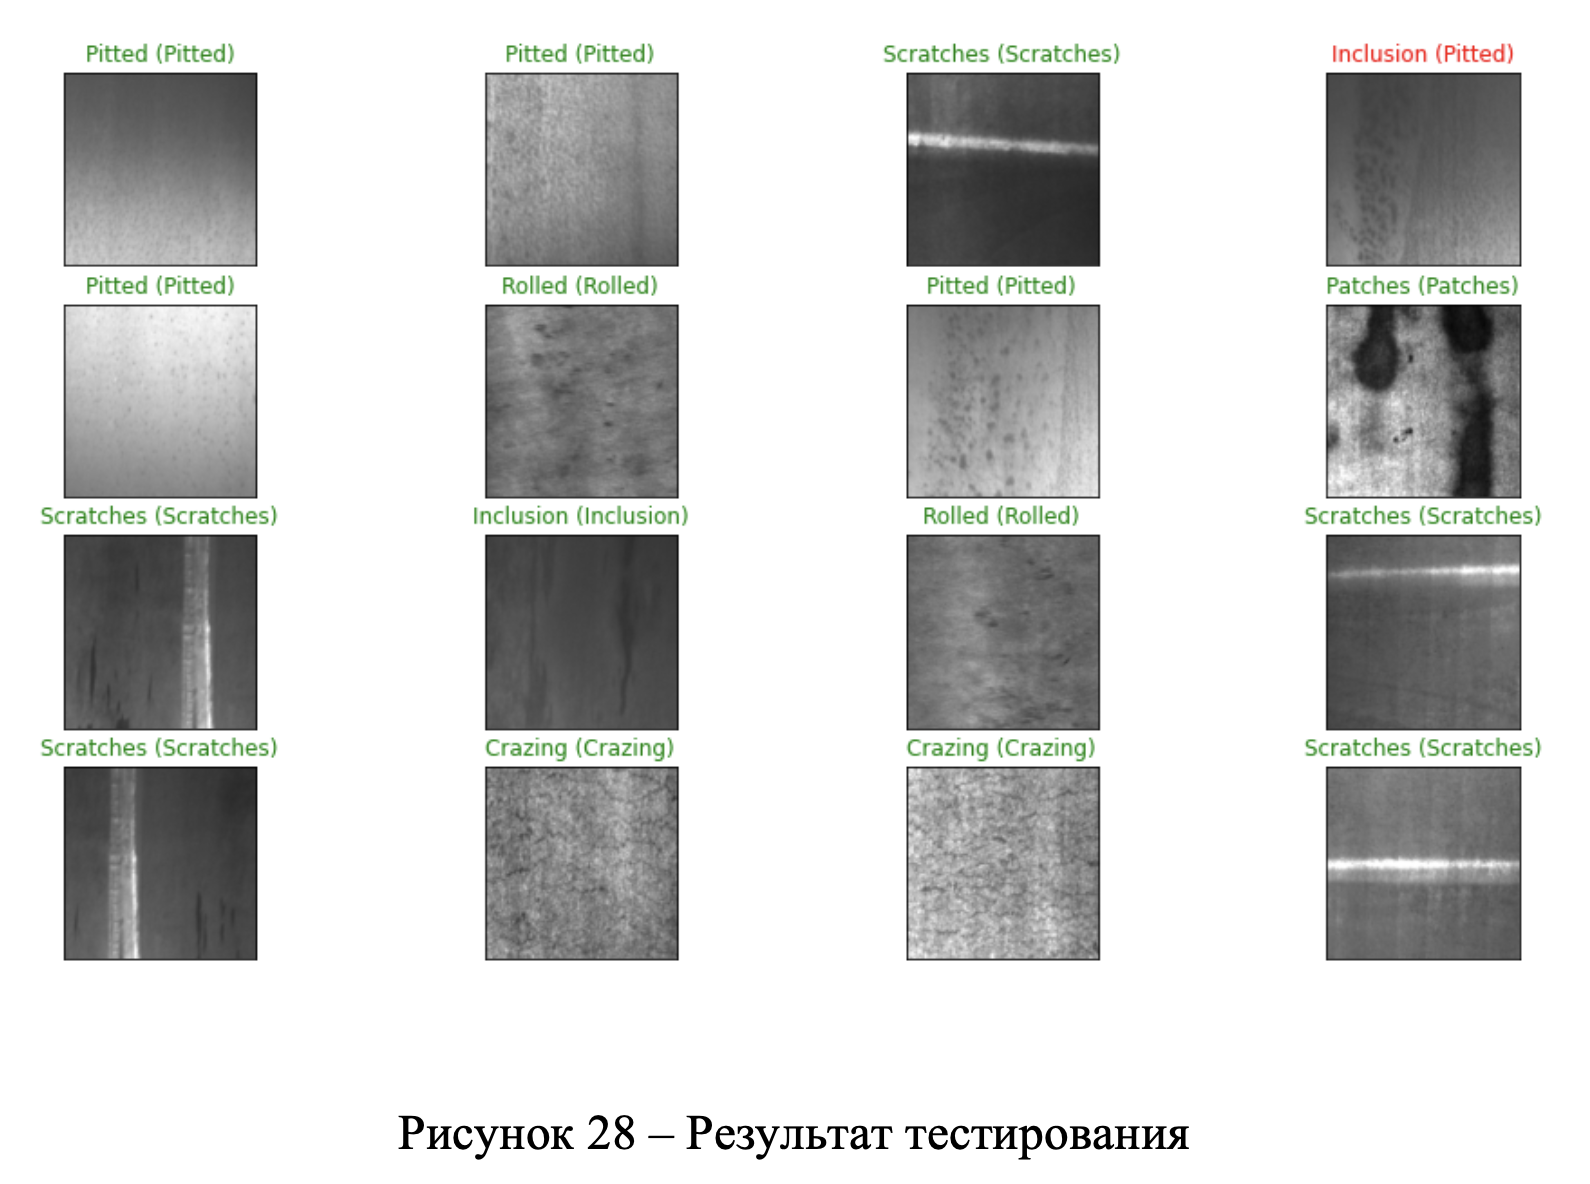 Pitted (Pitted)
Pitted (Pitted)
Scratches (Scratches)
Inclusion (Pitted)
Pitted (Pitted)
Rolled (Rolled)
Pitted (Pitted)
Patches (Patches)
Scratches (Scratches)
Inclusion (Inclusion)
Rolled (Rolled)
Scratches (Scratches)
Scratches (Scratches)
Crazing (Crazing)
Crazing (Crazing)
Scratches (Scratches)
Рисунок 28 – Результат тестирования